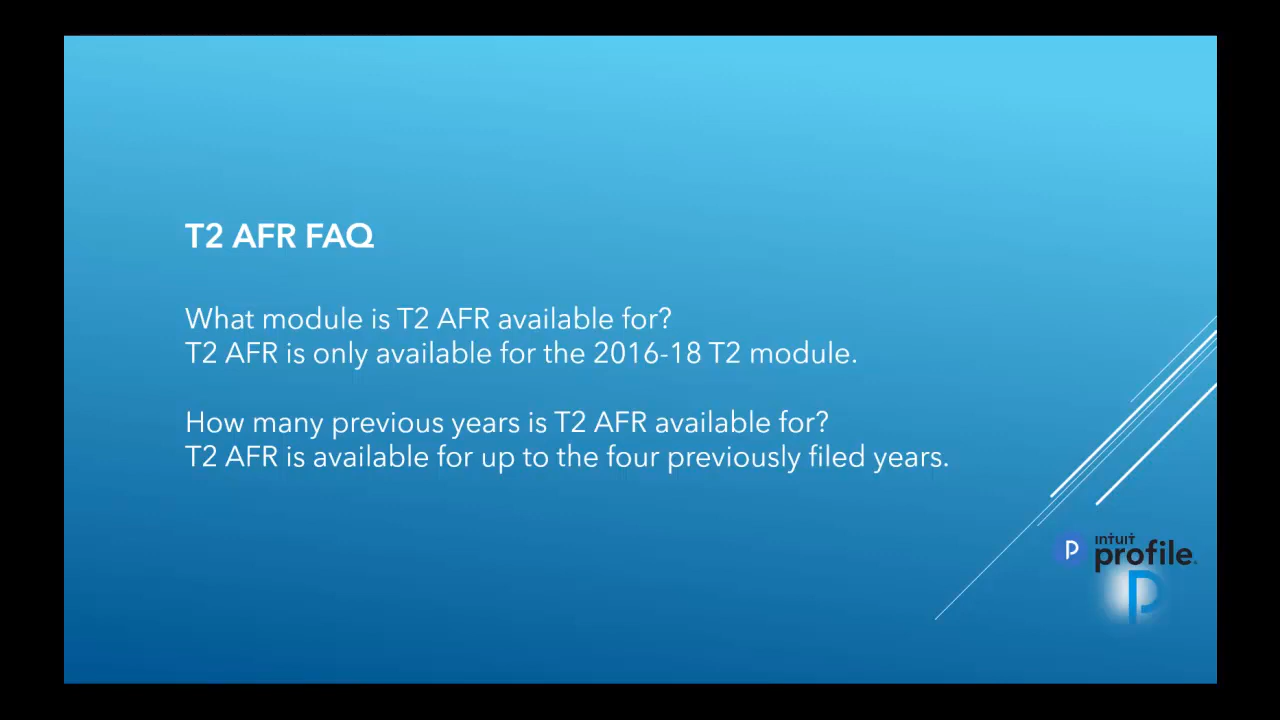 T2 AFR FAQ
What module is T2 AFR available for?
T2 AFR is only available for the 2016-18 T2 module.
How many previous years is T2 AFR available for?
T2 AFR is available for up to the four previously filed years.
intuit
profile